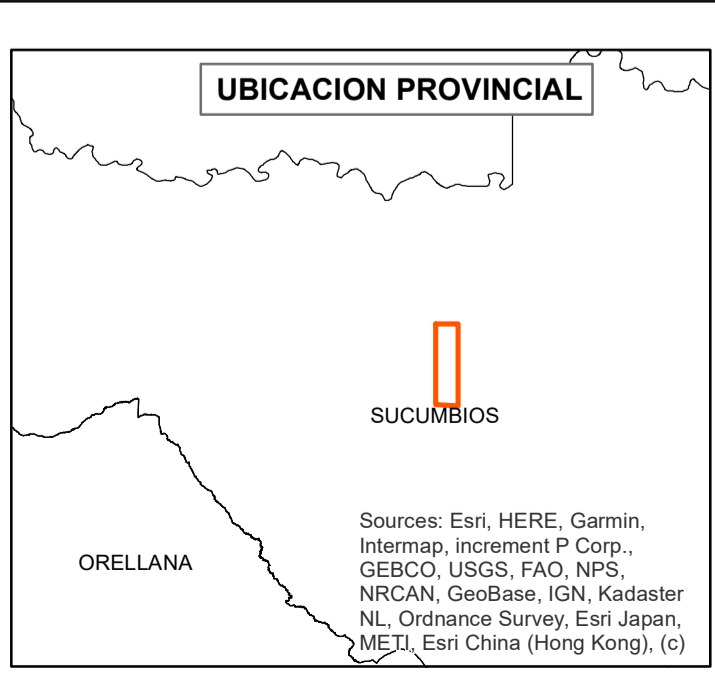 UBICACION PROVINCIAL
SUCUMBIOS
ORELLANA
Sources: Esri, HERE, Garmin,
Intermap, increment P Corp.,
GEBCO, USGS, FAO, NPS,
NRCAN, GeoBase, IGN, Kadaster
NL, Ordnance Survey, Esri Japan,
METI, Esri China (Hong Kong), (c)